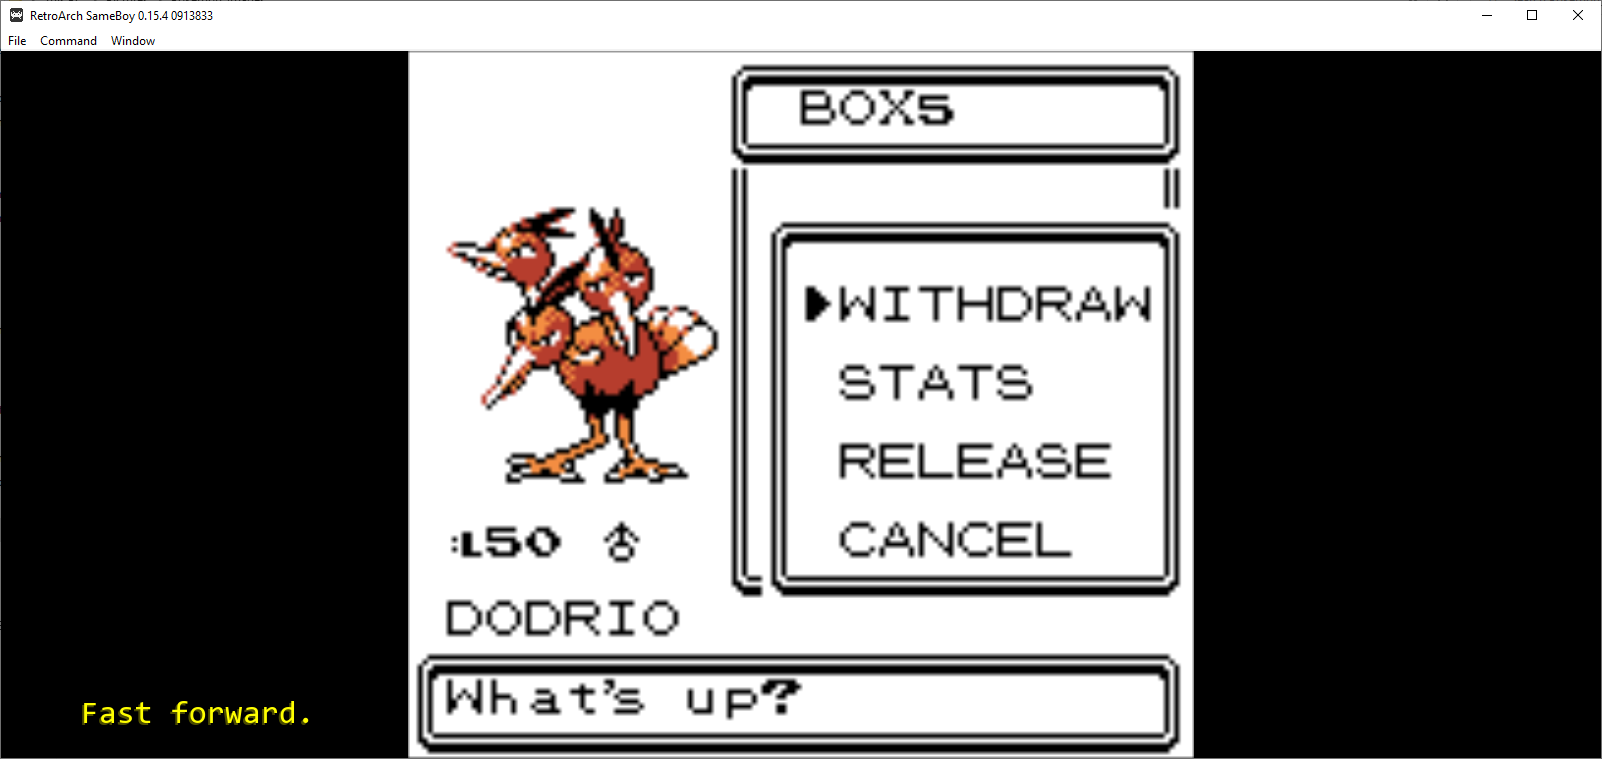 RetroArch SameBoy 0.15.4 0913833
File Command Window
BOX5
▶WITHDRAW
STATS
RELEASE
CANCEL
:L50 ♂
DODRIO
What's up?
Fast forward.